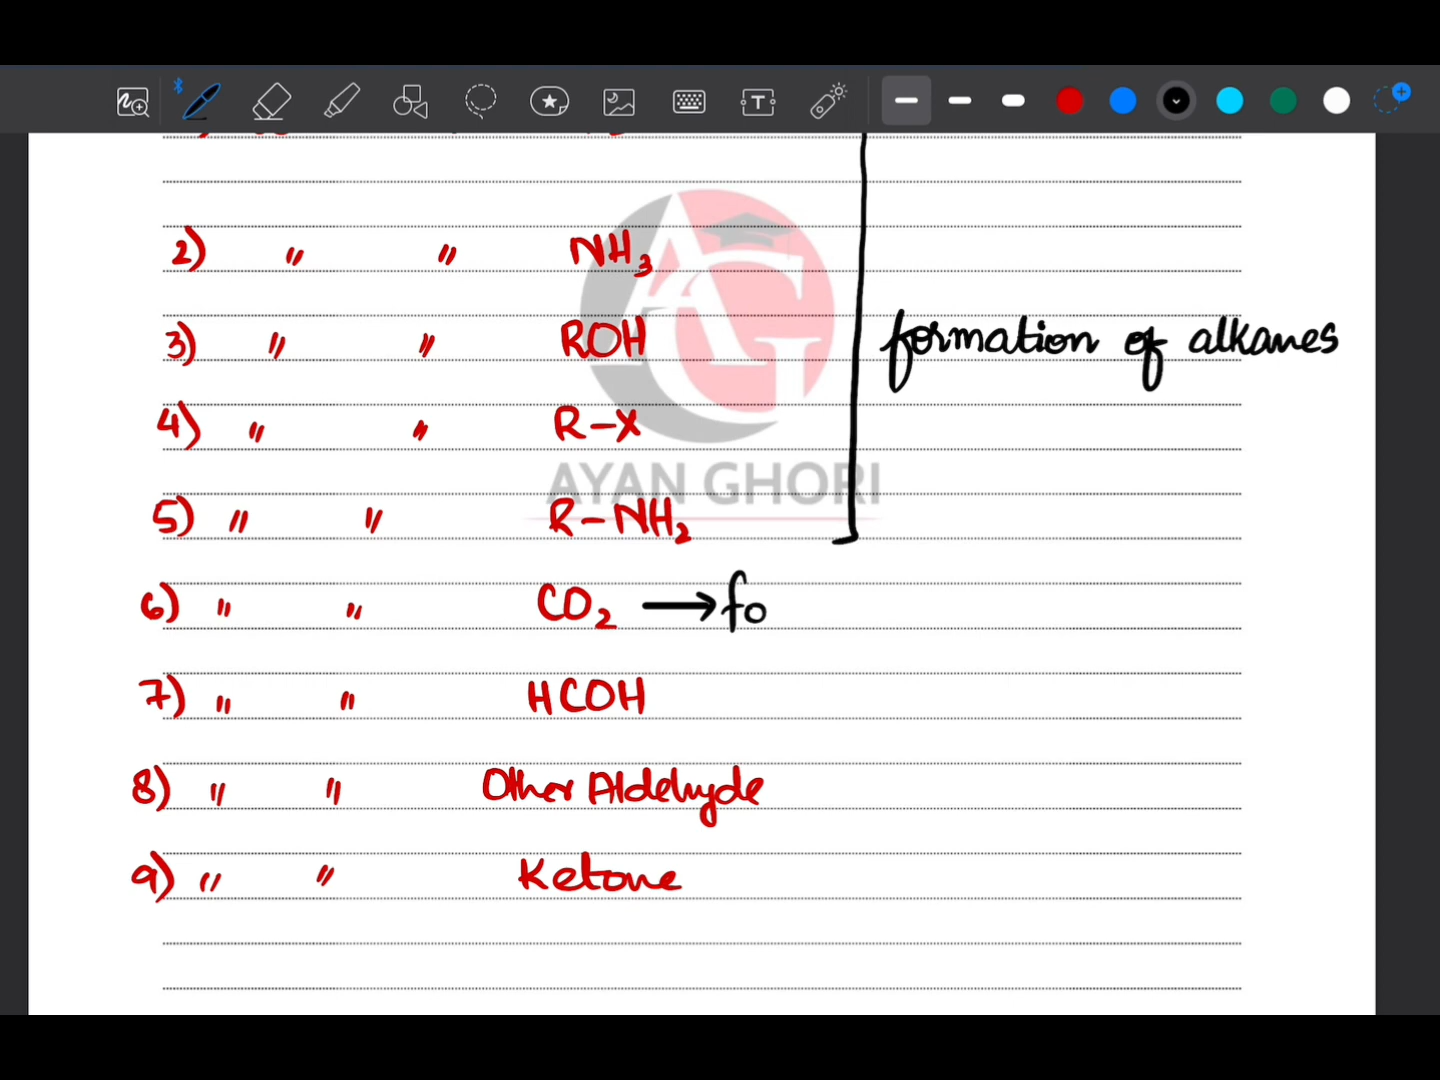 2) " " NH₃
3) " " ROH
formation of alkanes
4) " " R-X
AYAN GHORI
5) " " R-NH₂
6) " " CO₂ → fo
7) " " HCOH
8) " " Other Aldehyde
9) " " Ketone